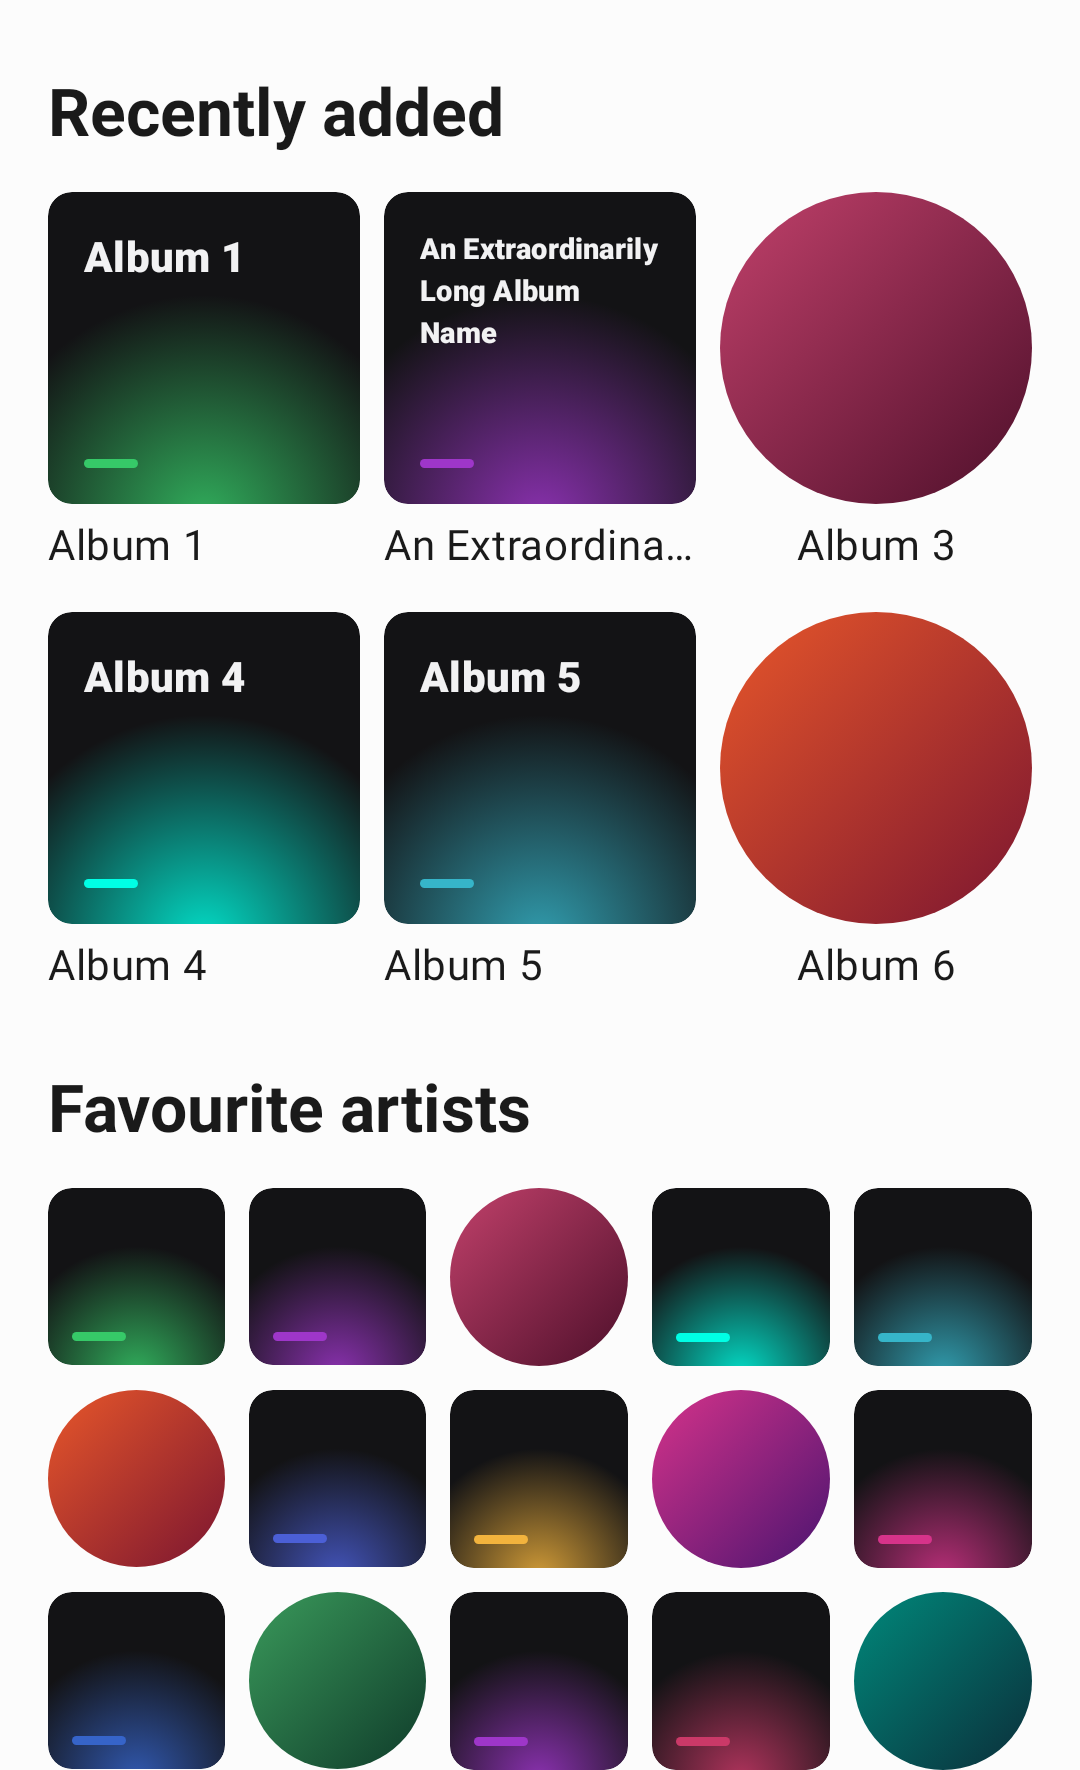 Recently added
Album 1
An Extraordinarily
Long Album
Name
Album 1
An Extraordina...
Album 3
Album 4
Album 5
Album 4
Album 5
Album 6
Favourite artists